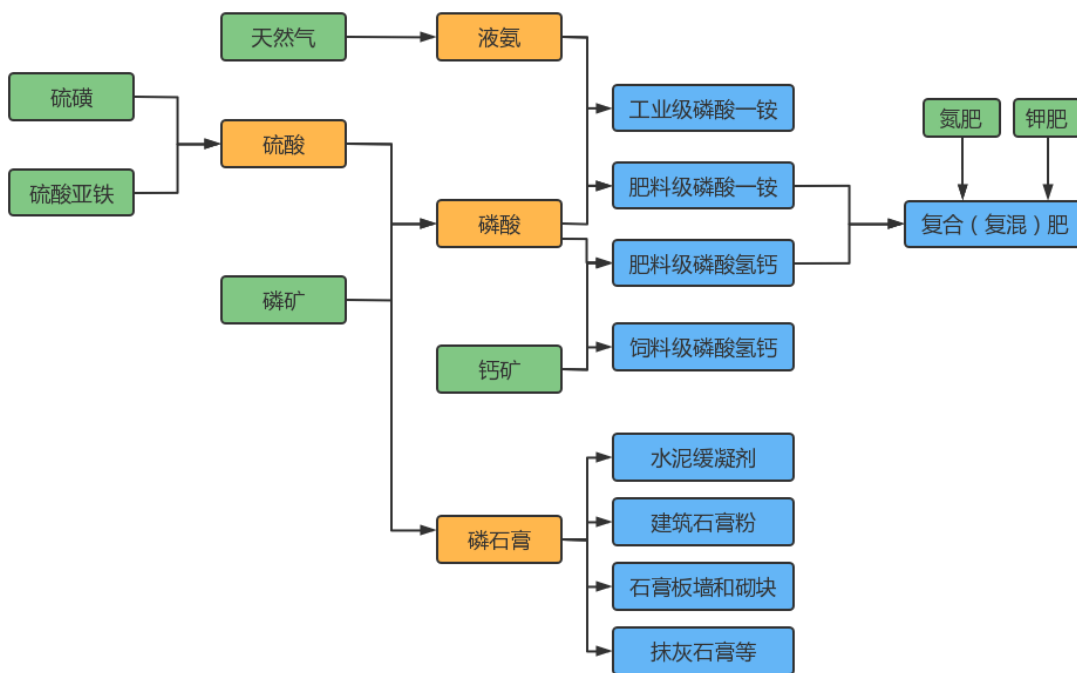 天然气
液氨
硫磺
工业级磷酸一铵
氮肥
钾肥
硫酸
硫酸亚铁
肥料级磷酸一铵
磷酸
复合（复混）肥
肥料级磷酸氢钙
磷矿
饲料级磷酸氢钙
钙矿
水泥缓凝剂
建筑石膏粉
磷石膏
石膏板墙和砌块
抹灰石膏等